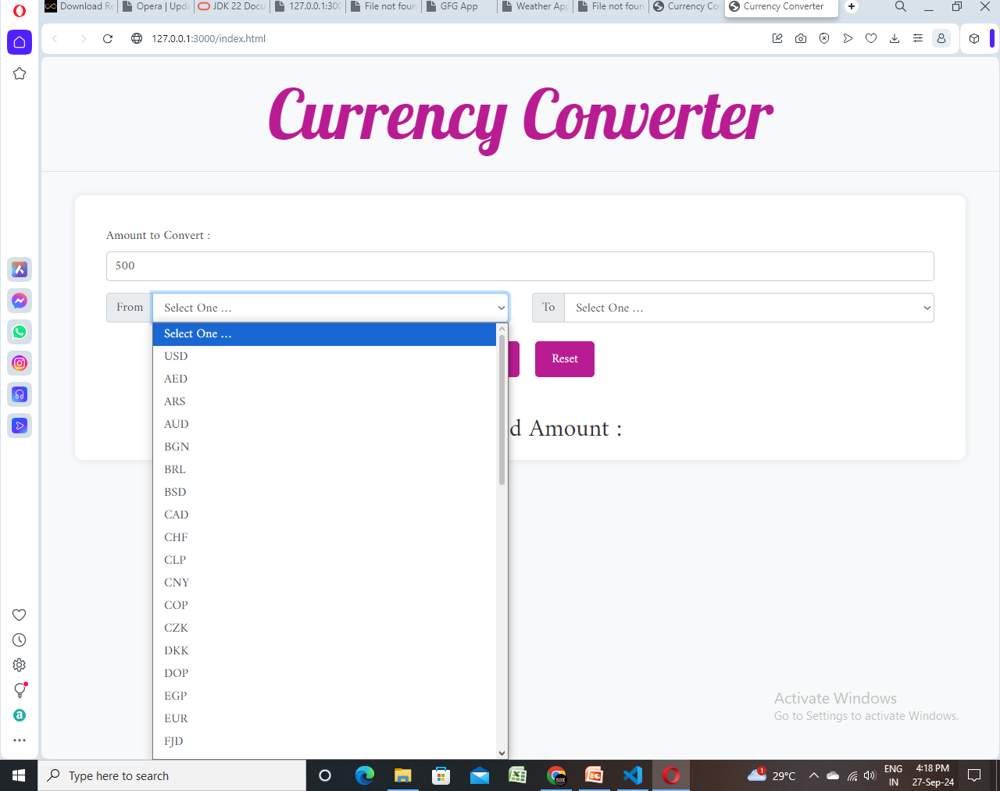 Download Re
Opera | Upda
JDK 22 Docu
127.0.0.1:300
File not foun
GFG App
Weather App
File not foun
Currency Co
Currency Converter
127.0.0.1:3000/index.html
Currency Converter
Amount to Convert :
500
From
Select One …
To
Select One …
Select One …
USD
AED
ARS
AUD
BGN
BRL
BSD
CAD
CHF
CLP
CNY
COP
CZK
DKK
DOP
EGP
EUR
FJD
Reset
d Amount :
Activate Windows
Go to Settings to activate Windows.
Type here to search
SSK
1
29°C
ENG
IN
4:18 PM
27-Sep-24